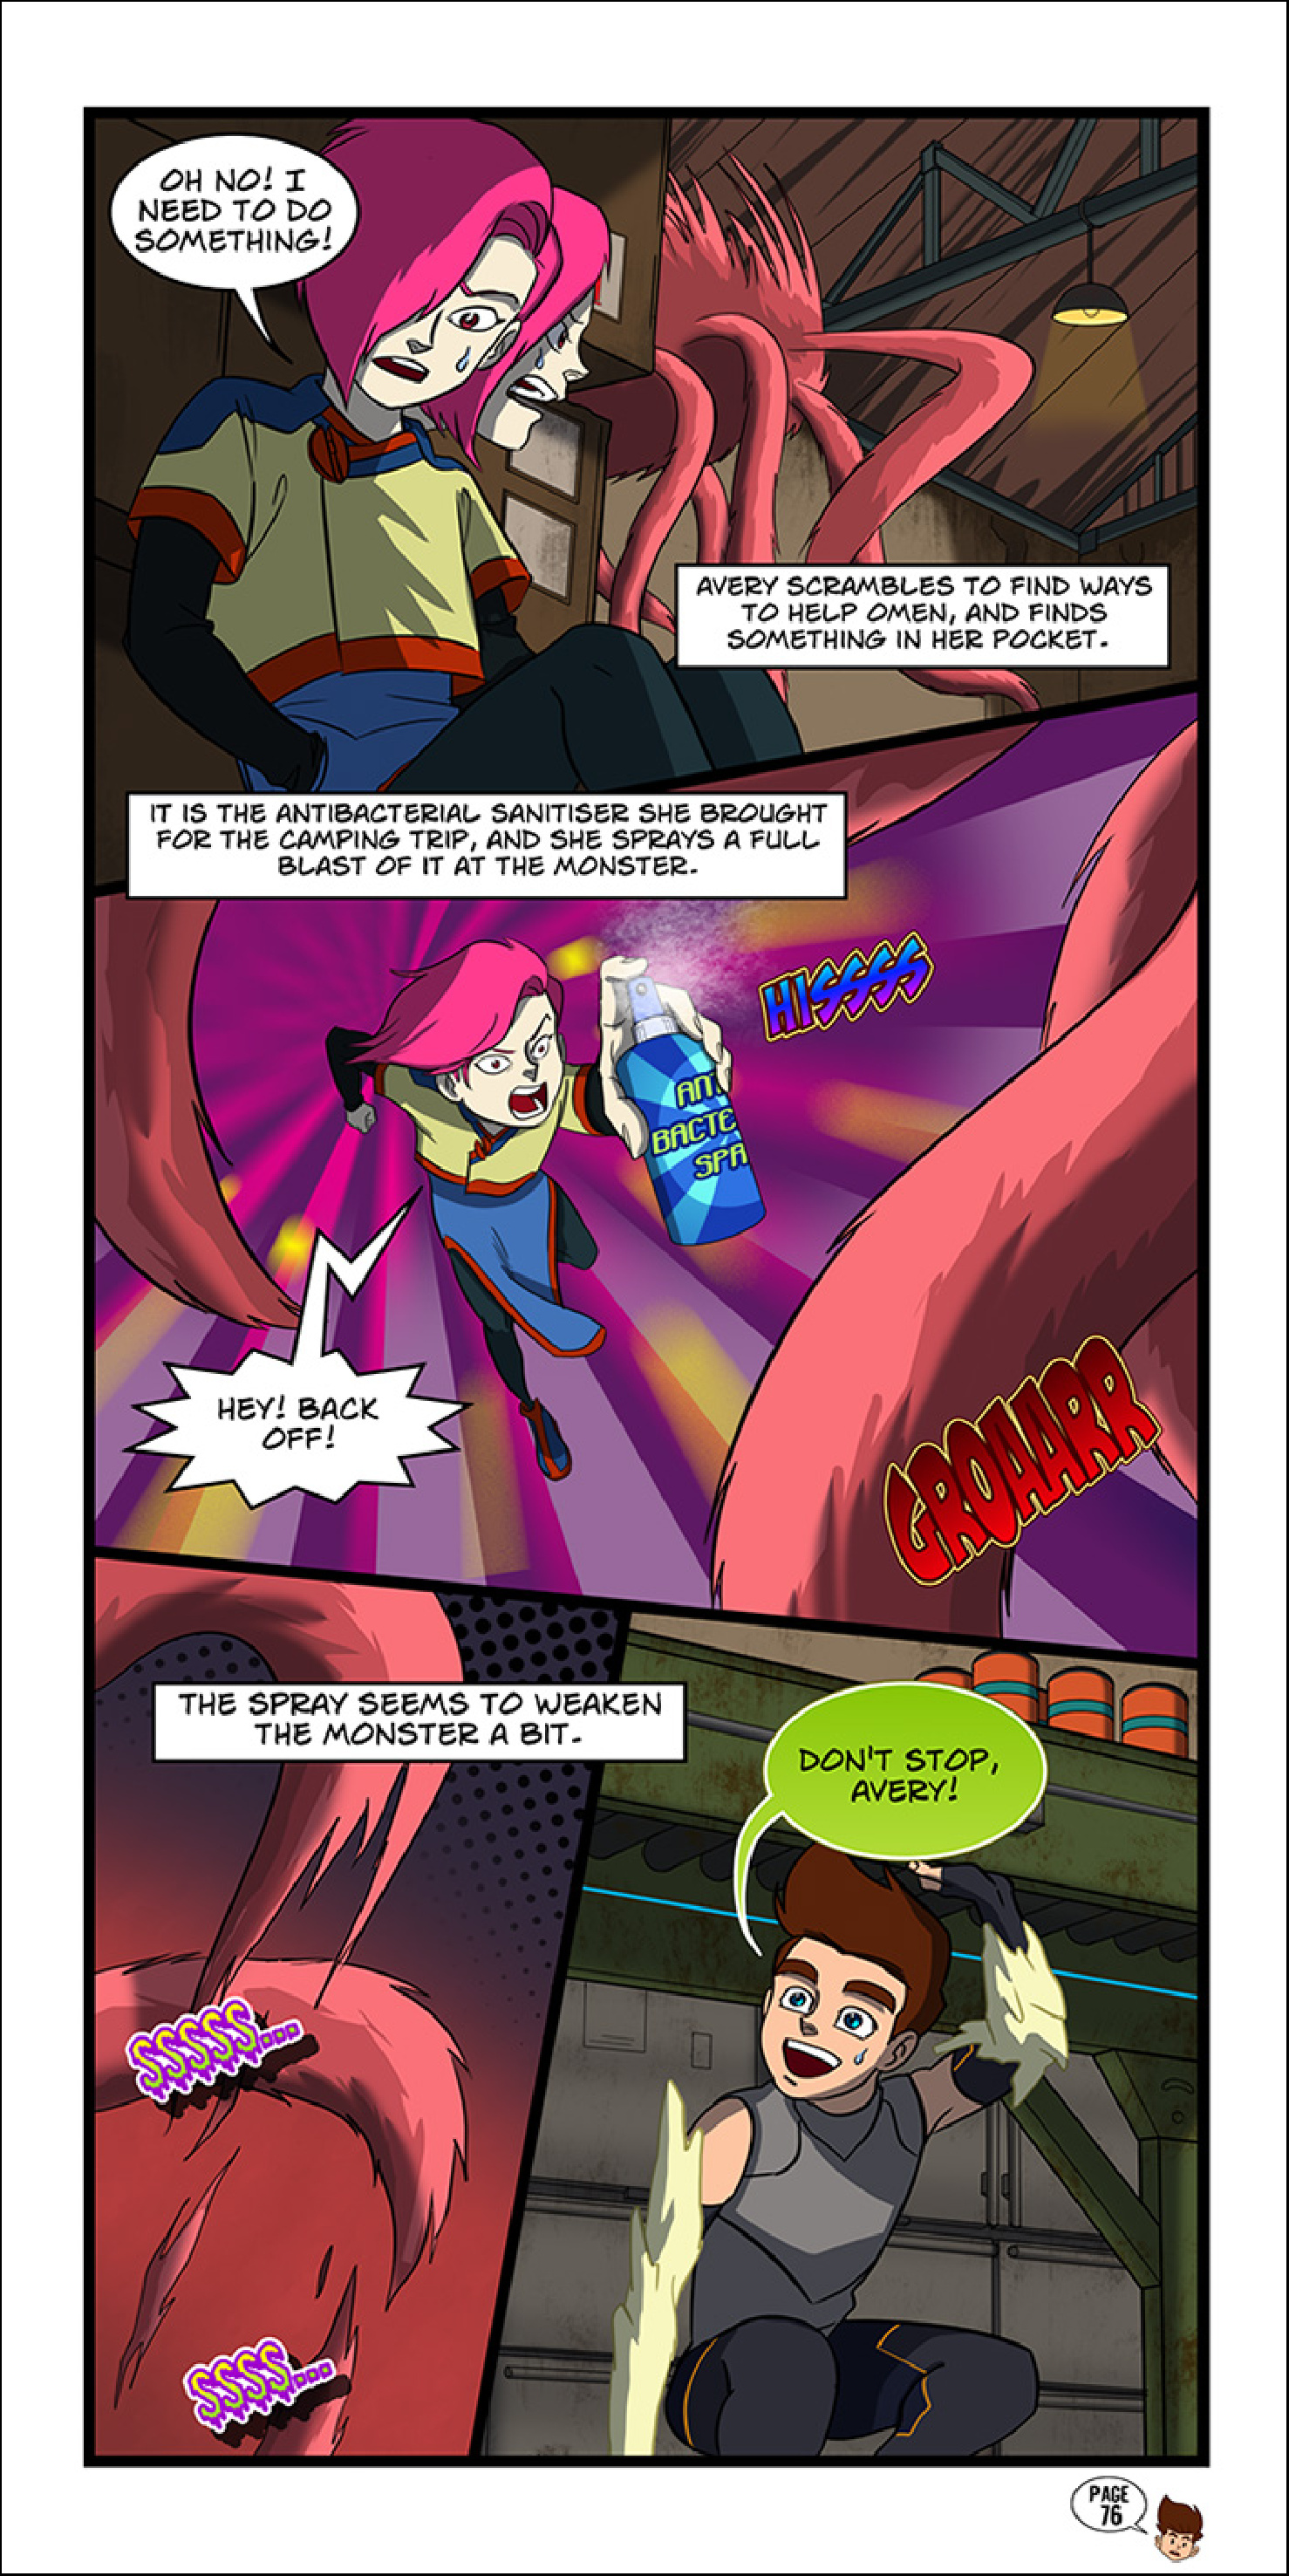 OH NO! I
NEED TO DO
SOMETHING!
AVERY SCRAMBLES TO FIND WAYS
TO HELP OMEN, AND FINDS
SOMETHING IN HER POCKET.
IT IS THE ANTIBACTERIAL SANITISER SHE BROUGHT
FOR THE CAMPING TRIP, AND SHE SPRAYS A FULL
BLAST OF IT AT THE MONSTER.
HISSSS
ANT
BACTE
SPRA
HEY! BACK
OFF!
GROAARR
THE SPRAY SEEMS TO WEAKEN
THE MONSTER A BIT.
DON'T STOP,
AVERY!
SSSSS...
SSSS...
PAGE
76